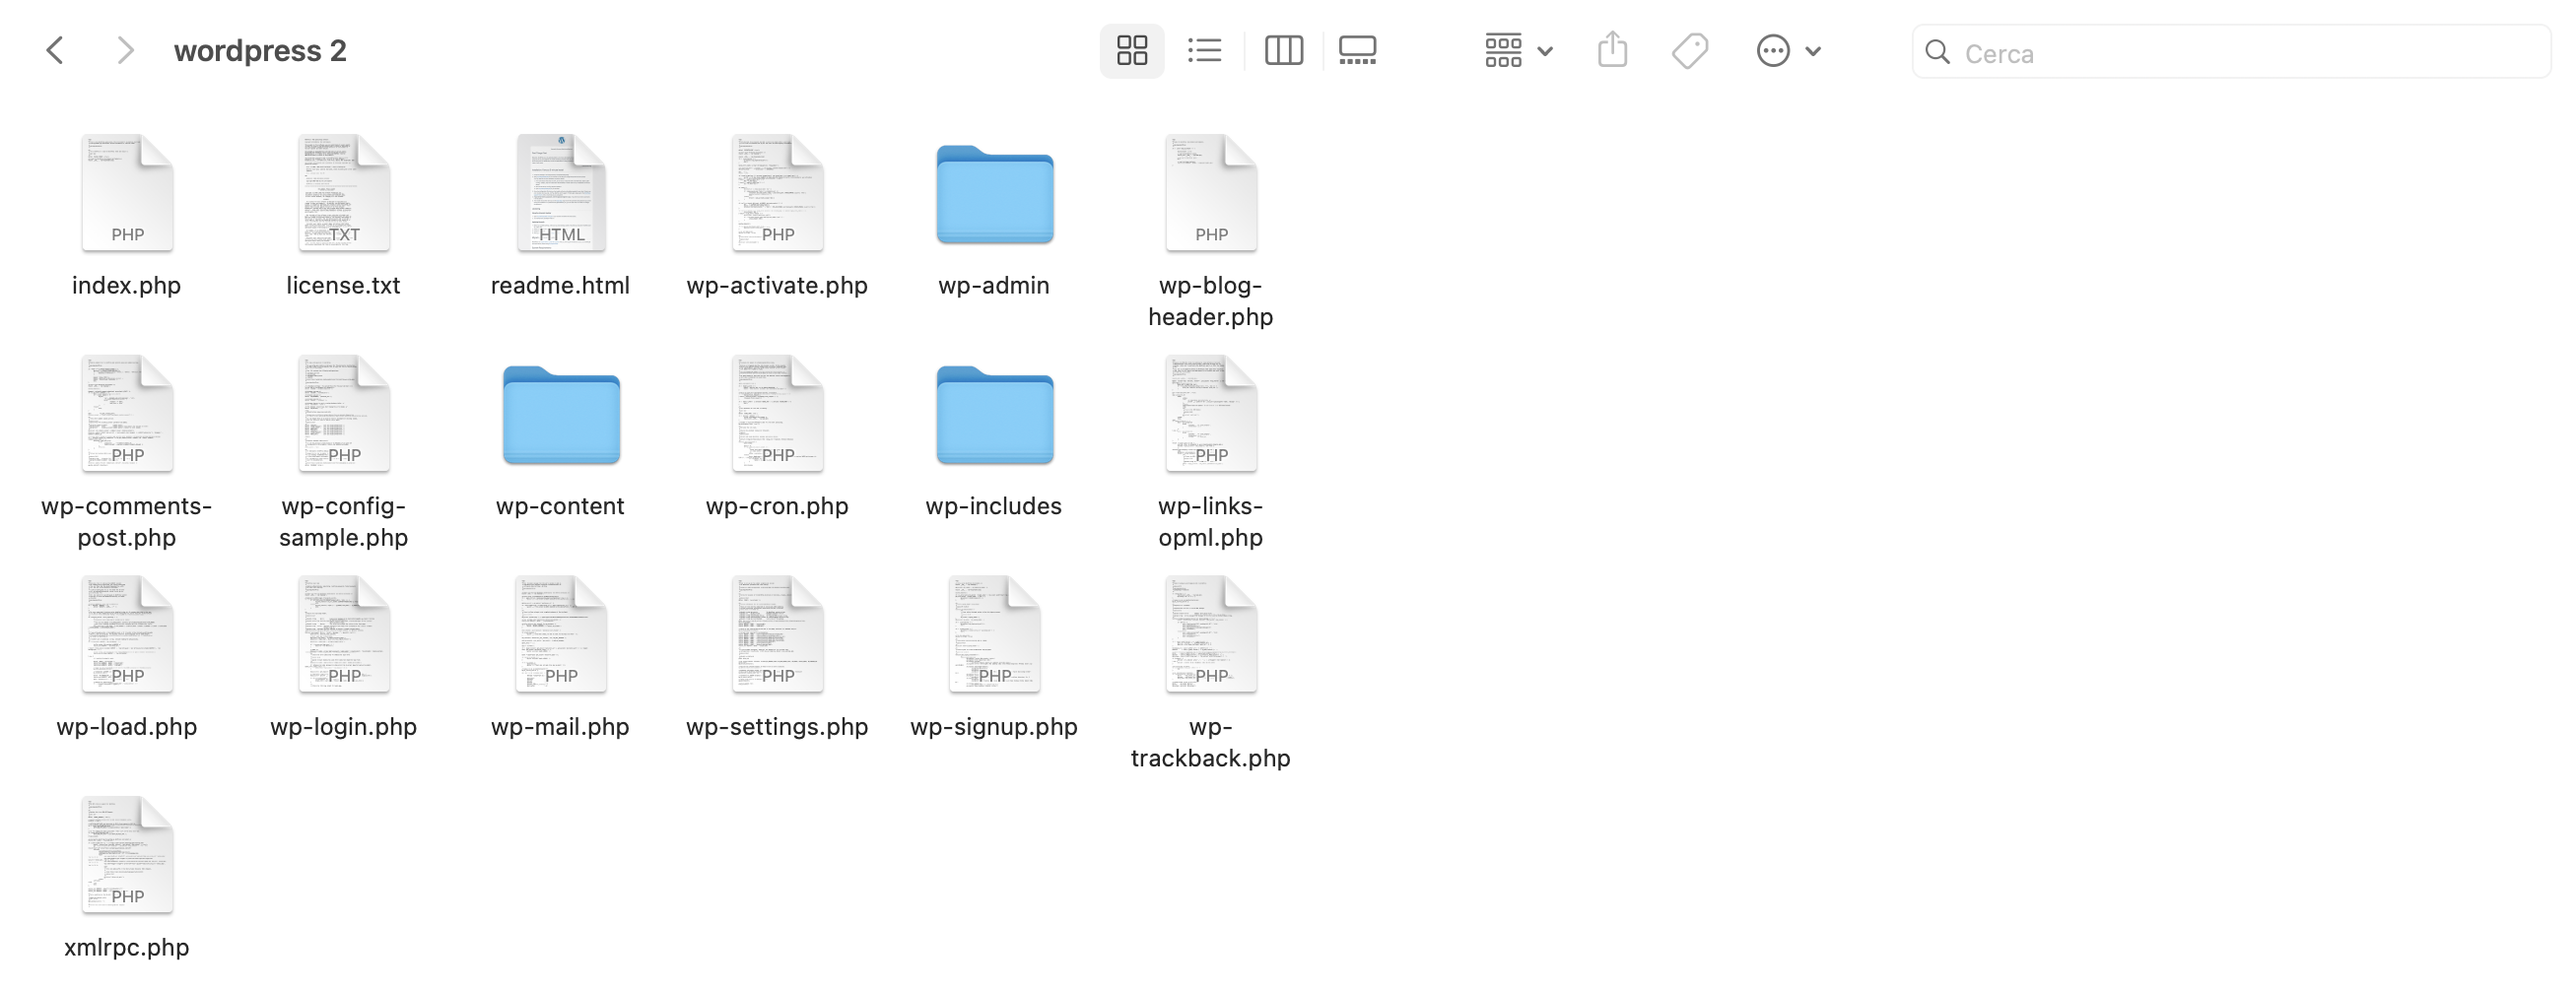 wordpress 2
Cerca
PHP
TXT
HTML
PHP
PHP
index.php
license.txt
readme.html
wp-activate.php
wp-admin
wp-blog-
header.php
PHP
PHP
PHP
PHP
wp-comments-
post.php
wp-config-
sample.php
wp-content
wp-cron.php
wp-includes
wp-links-
opml.php
PHP
PHP
PHP
PHP
PHP
PHP
wp-load.php
wp-login.php
wp-mail.php
wp-settings.php
wp-signup.php
wp-
trackback.php
PHP
xmlrpc.php